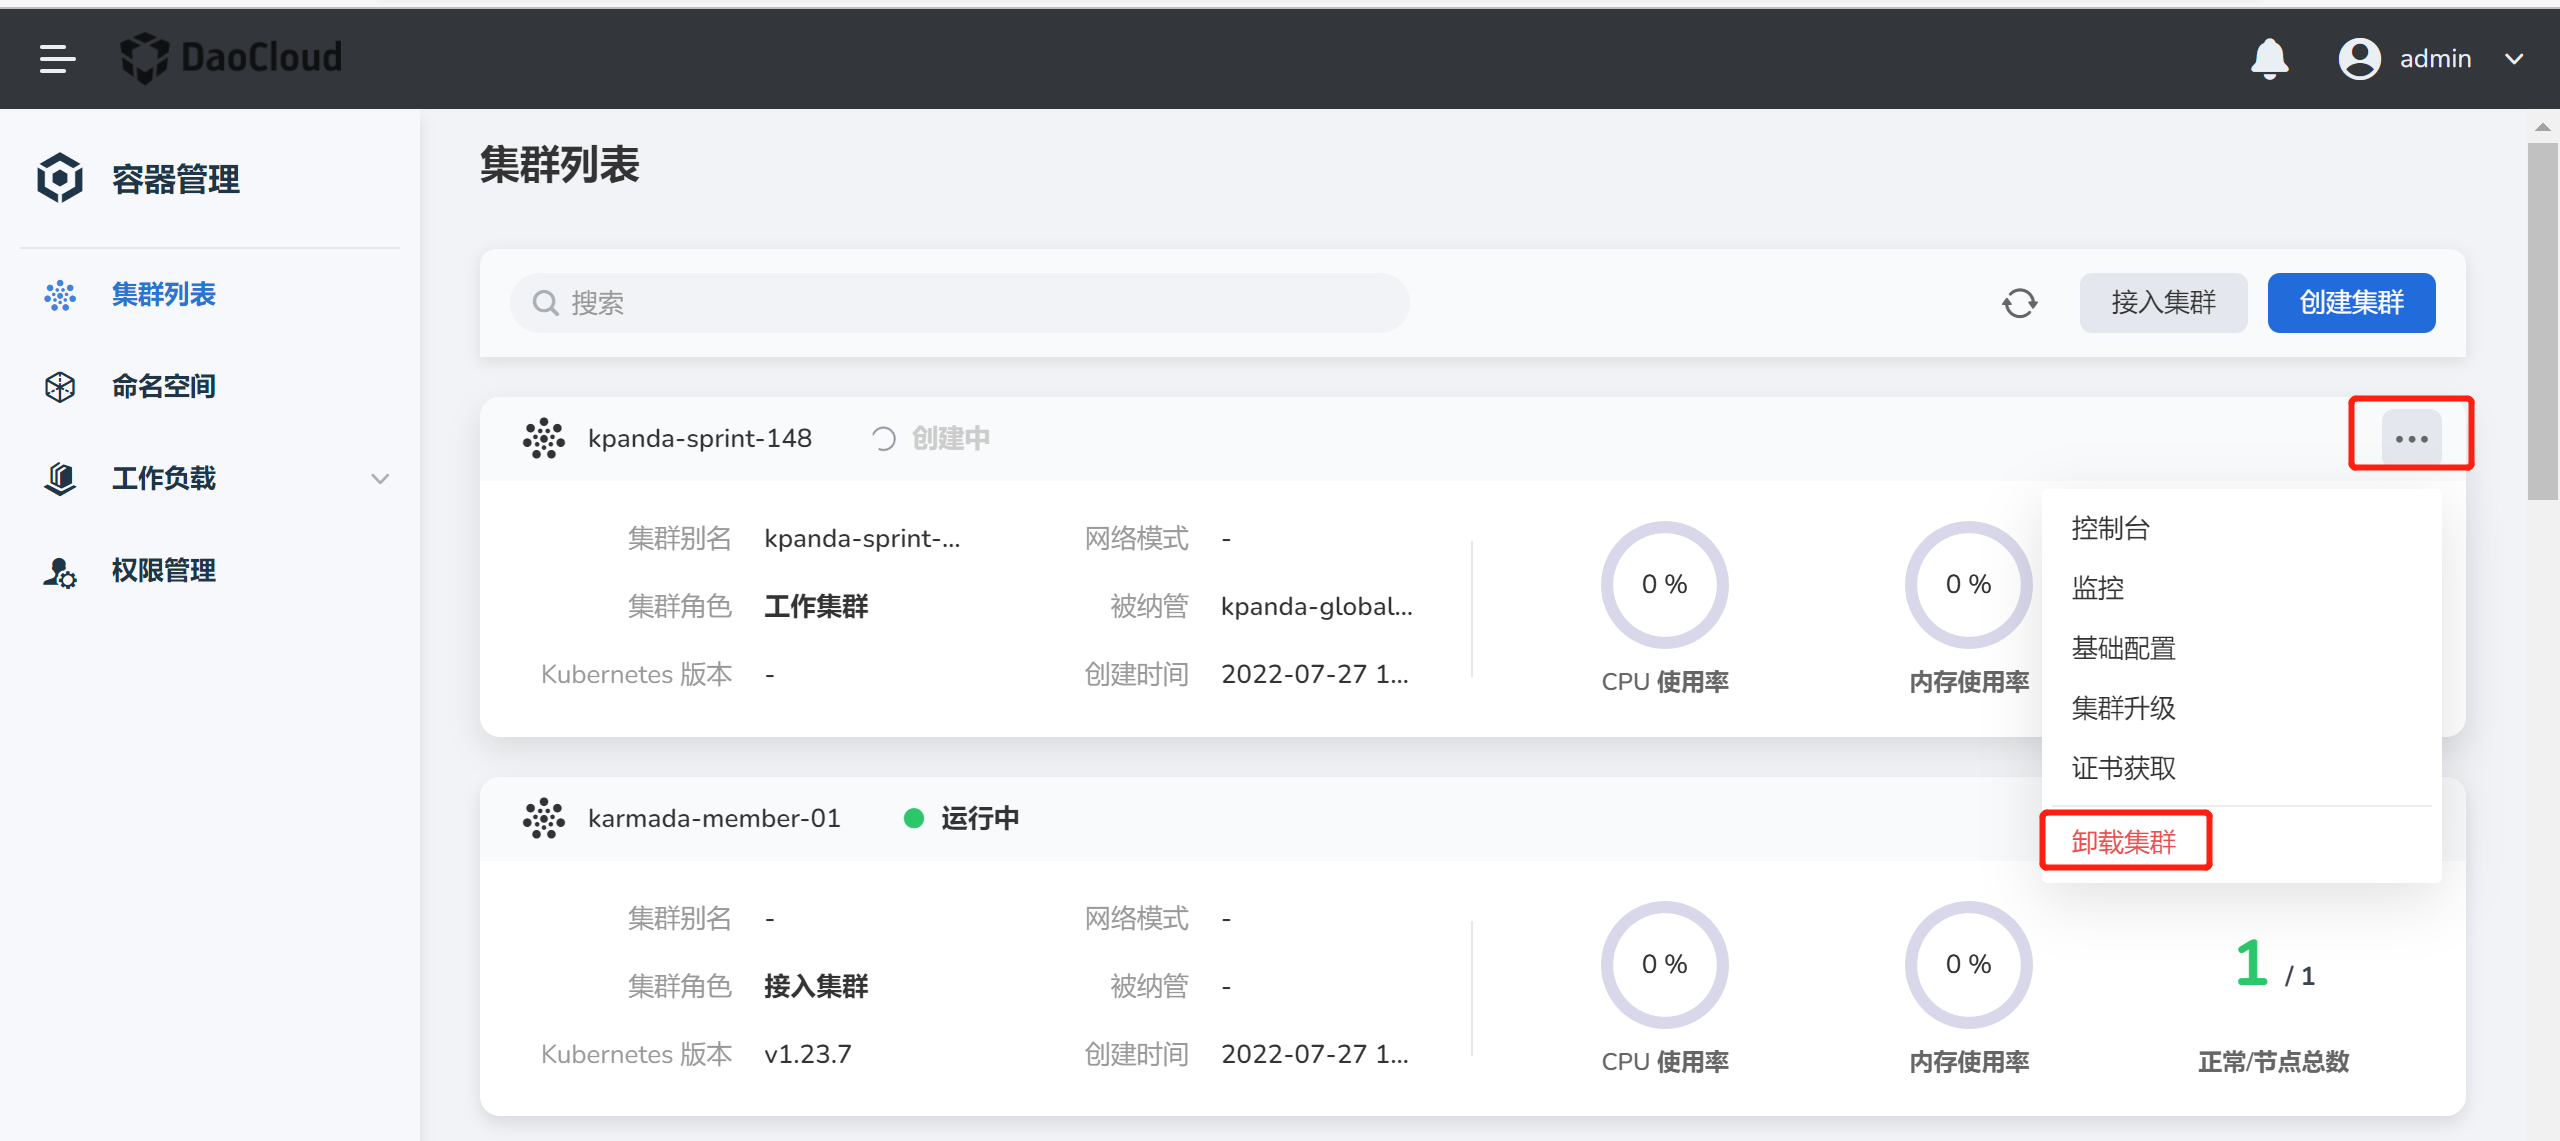 DaoCloud
admin
容器管理
集群列表
命名空间
工作负载
权限管理
集群列表
搜索
接入集群
创建集群
kpanda-sprint-148
创建中
集群别名 kpanda-sprint-...
网络模式 -
集群角色 工作集群
被纳管 kpanda-global...
Kubernetes 版本 -
创建时间 2022-07-27 1...
0 %
CPU 使用率
0 %
内存使用率
控制台
监控
基础配置
集群升级
证书获取
卸载集群
karmada-member-01
运行中
集群别名 -
网络模式 -
集群角色 接入集群
被纳管 -
Kubernetes 版本 v1.23.7
创建时间 2022-07-27 1...
0 %
CPU 使用率
0 %
内存使用率
1 / 1
正常/节点总数